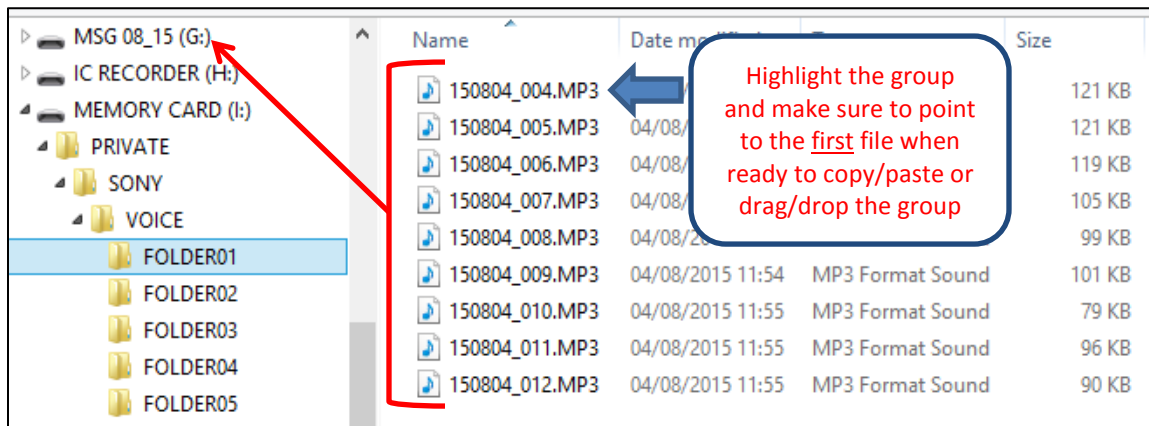 MSG 08_15 (G:)
IC RECORDER (H:)
MEMORY CARD (I:)
PRIVATE
SONY
VOICE
FOLDER01
FOLDER02
FOLDER03
FOLDER04
FOLDER05
Name Date Size
150804_004.MP3 121 KB
150804_005.MP3 04/08/ 121 KB
150804_006.MP3 04/08/ 119 KB
150804_007.MP3 04/08/ 105 KB
150804_008.MP3 04/08/20 99 KB
150804_009.MP3 04/08/2015 11:54 MP3 Format Sound 101 KB
150804_010.MP3 04/08/2015 11:55 MP3 Format Sound 79 KB
150804_011.MP3 04/08/2015 11:55 MP3 Format Sound 96 KB
150804_012.MP3 04/08/2015 11:55 MP3 Format Sound 90 KB
Highlight the group
and make sure to point
to the first file when
ready to copy/paste or
drag/drop the group